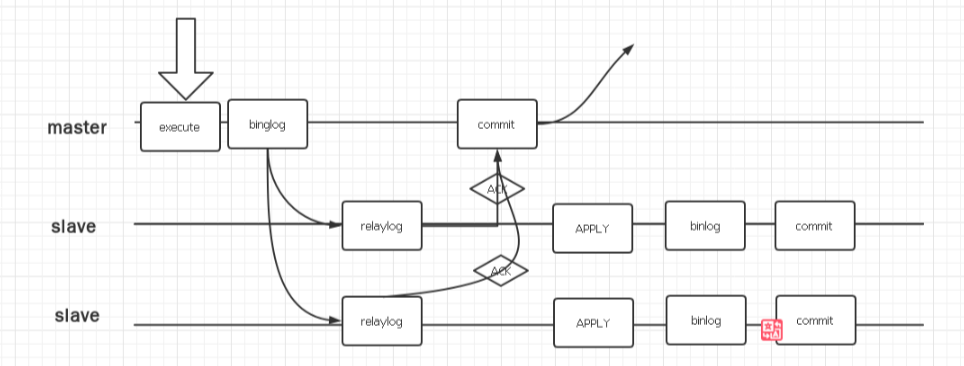 master
execute
binglog
commit
ACK
slave
relaylog
APPLY
binlog
commit
ACK
slave
relaylog
APPLY
binlog
commit